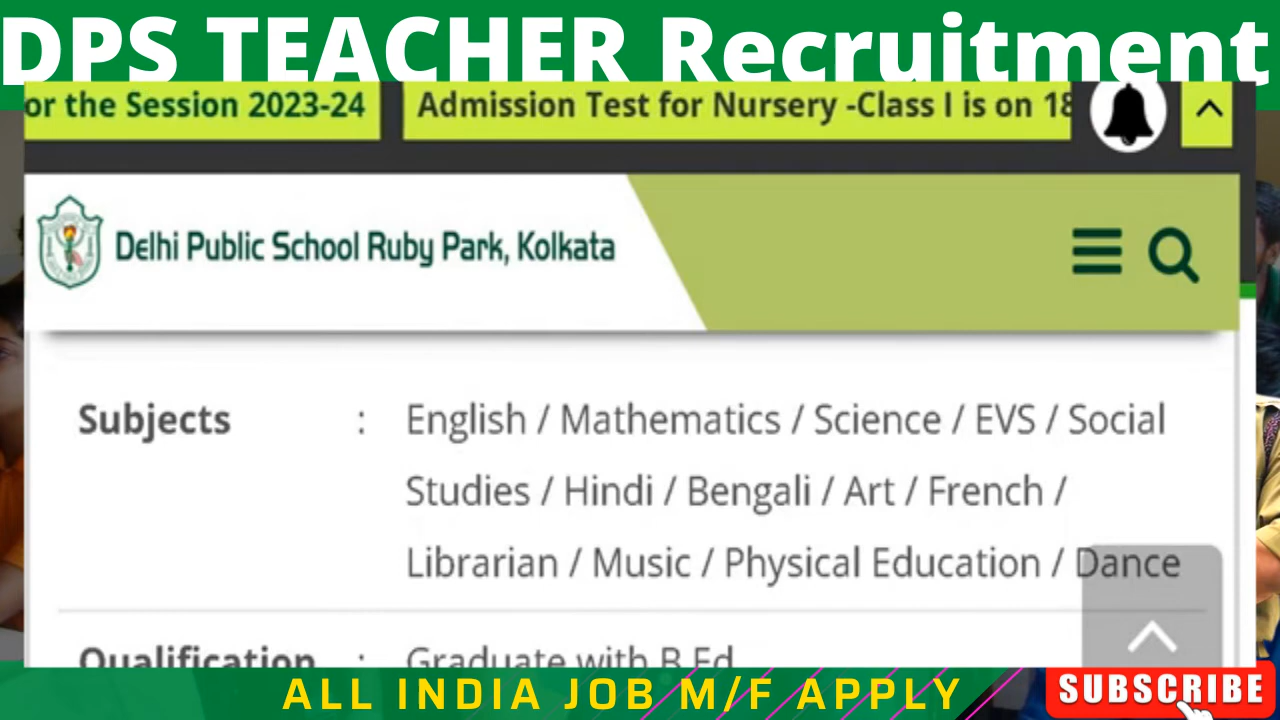 DPS TEACHER Recruitment
or the Session 2023-24 Admission Test for Nursery -Class I is on 18
Delhi Public School Ruby Park, Kolkata
Subjects : English / Mathematics / Science / EVS / Social
Studies / Hindi / Bengali / Art / French /
Librarian / Music / Physical Education / Dance
Qualification : Graduate with B.Ed
ALL INDIA JOB M/F APPLY
SUBSCRIBE